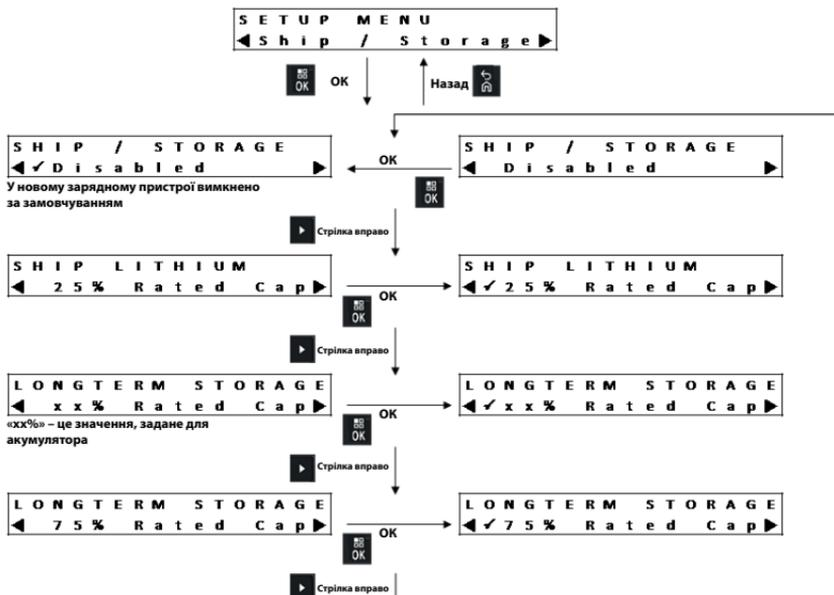 SETUP MENU
◀Ship / Storage▶
OK
OK
Назад
SHIP / STORAGE
◀✓Disabled ▶
OK
OK
SHIP / STORAGE
◀ Disabled ▶
У новому зарядному пристрої вимкнено
за замовчуванням
Стрілка вправо
SHIP LITHIUM
◀ 25% Rated Cap▶
OK
OK
SHIP LITHIUM
◀✓25% Rated Cap▶
Стрілка вправо
LONGTERM STORAGE
◀ xx% Rated Cap▶
OK
OK
LONGTERM STORAGE
◀✓xx% Rated Cap▶
«xx%» – це значення, задане для
акумулятора
Стрілка вправо
LONGTERM STORAGE
◀ 75% Rated Cap▶
OK
OK
LONGTERM STORAGE
◀✓75% Rated Cap▶
Стрілка вправо